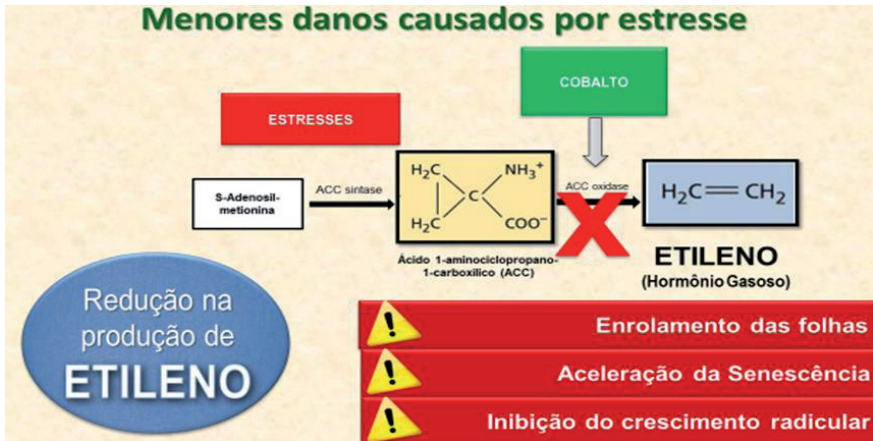 Menores danos causados por estresse
COBALTO
ESTRESSES
S-Adenosil-
metionina
ACC sintase
H₂C
NH₃⁺
C
H₂C
COO⁻
Ácido 1-aminociclopropano-
1-carboxílico (ACC)
ACC oxidase
X
H₂C=CH₂
ETILENO
(Hormônio Gasoso)
Redução na
produção de
ETILENO
! Enrolamento das folhas
! Aceleração da Senescência
! Inibição do crescimento radicular